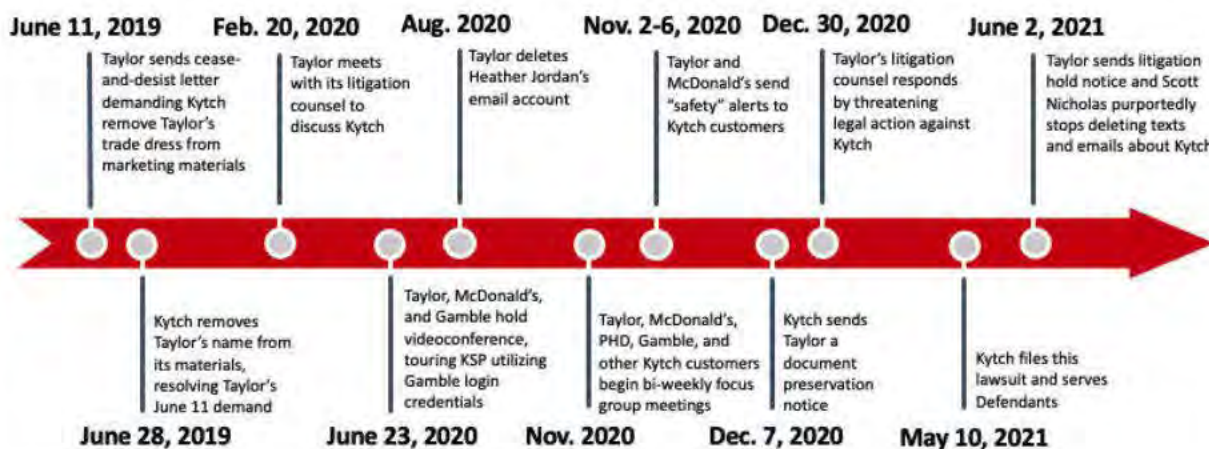 June 11, 2019
Taylor sends cease-
and-desist letter
demanding Kytch
remove Taylor's
trade dress from
marketing materials
Feb. 20, 2020
Taylor meets
with its litigation
counsel to
discuss Kytch
Aug. 2020
Taylor deletes
Heather Jordan's
email account
Nov. 2-6, 2020
Taylor and
McDonald's send
"safety" alerts to
Kytch customers
Dec. 30, 2020
Taylor's litigation
counsel responds
by threatening
legal action against
Kytch
June 2, 2021
Taylor sends litigation
hold notice and Scott
Nicholas purportedly
stops deleting texts
and emails about Kytch
Kytch removes
Taylor's name from
its materials,
resolving Taylor's
June 11 demand
June 28, 2019
Taylor, McDonald's,
and Gamble hold
videoconference,
touring KSP utilizing
Gamble login
credentials
June 23, 2020
Taylor, McDonald's,
PHD, Gamble, and
other Kytch customers
begin bi-weekly focus
group meetings
Nov. 2020
Kytch sends
Taylor a
document
preservation
notice
Dec. 7, 2020
Kytch files this
lawsuit and serves
Defendants
May 10, 2021